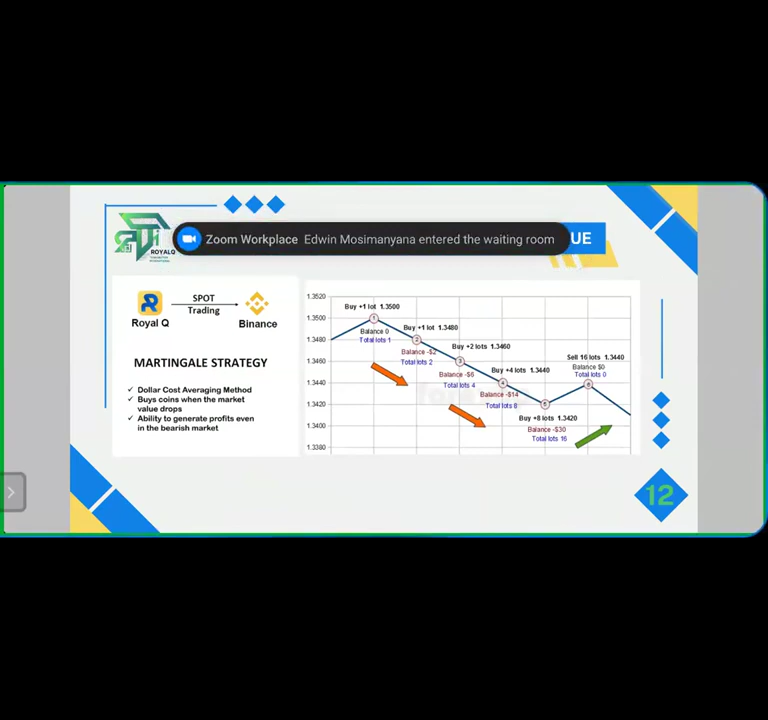 Zoom Workplace Edwin Mosimanyana entered the waiting room
UE
ROYALQ
SPOT
Trading
Royal Q
Binance
MARTINGALE STRATEGY
✓ Dollar Cost Averaging Method
✓ Buys coins when the market
value drops
✓ Ability to generate profits even
in the bearish market
1.3520
1.3500
1.3480
1.3460
1.3440
1.3420
1.3400
1.3380
Buy +1 lot 1.3500
1
Balance 0
Total lots 1
Buy +1 lot 1.3480
2
Balance -$2
Total lots 2
Buy +2 lots 1.3460
3
Balance -$6
Total lots 4
Buy +4 lots 1.3440
4
Balance -$14
Total lots 8
5
Buy +8 lots 1.3420
Balance -$30
Total lots 16
Sell 16 lots 1.3440
Balance $0
Total lots 0
12